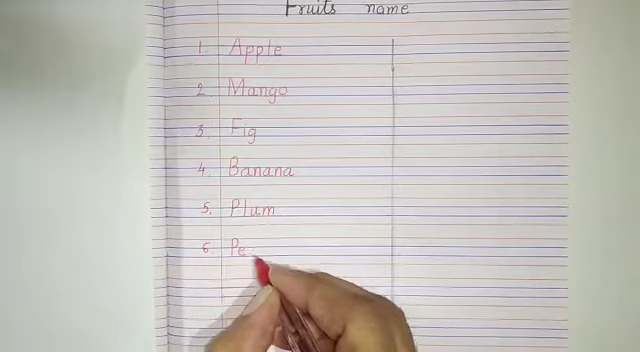 Fruits name
1. Apple
2. Mango
3. Fig
4. Banana
5. Plum
6. Pe